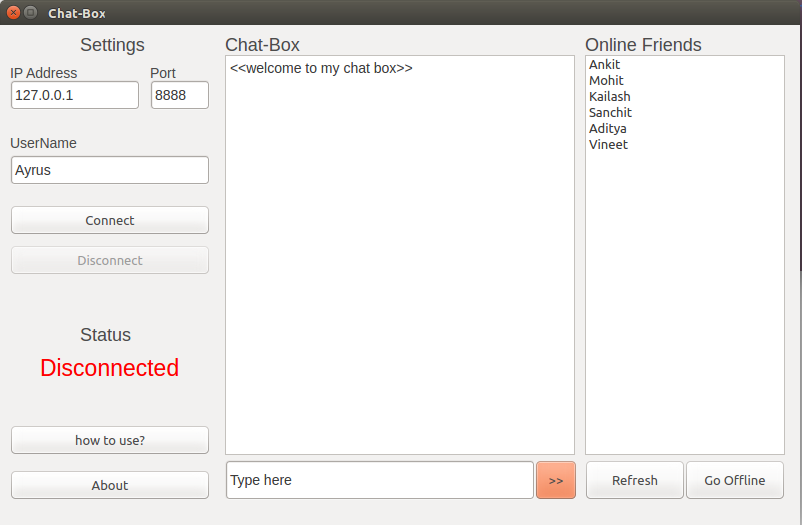 Chat-Box
Settings
IP Address Port
127.0.0.1 8888
UserName
Ayrus
Connect
Disconnect
Status
Disconnected
how to use?
About
Chat-Box
<<welcome to my chat box>>
Type here >>
Online Friends
Ankit
Mohit
Kailash
Sanchit
Aditya
Vineet
Refresh Go Offline